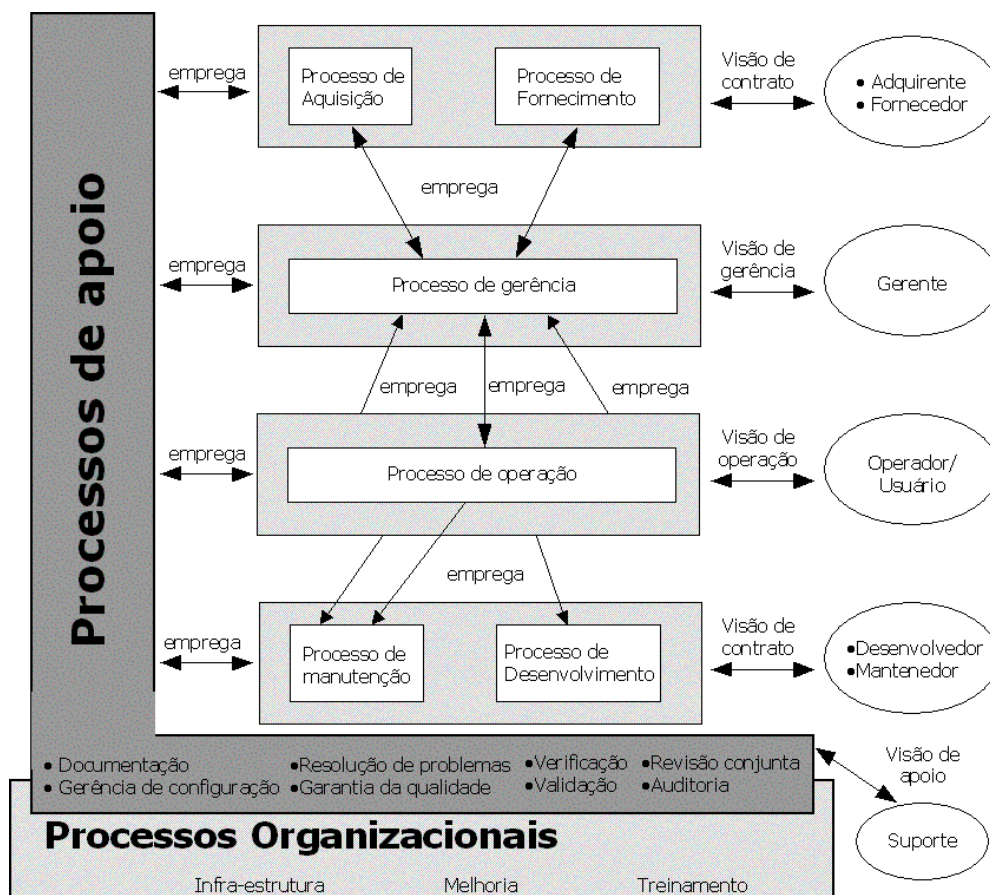 Processos de apoio
emprega
Processo de
Aquisição
Processo de
Fornecimento
Visão de
contrato
• Adquirente
• Fornecedor
emprega
emprega
Processo de gerência
Visão de
gerência
Gerente
emprega
emprega
emprega
emprega
Processo de operação
Visão de
operação
Operador/
Usuário
emprega
emprega
Processo de
manutenção
Processo de
Desenvolvimento
Visão de
contrato
•Desenvolvedor
•Mantenedor
• Documentação
•Resolução de problemas
•Verificação
•Revisão conjunta
• Gerência de configuração
•Garantia da qualidade
•Validação
•Auditoria
Visão de
apoio
Suporte
Processos Organizacionais
Infra-estrutura
Melhoria
Treinamento